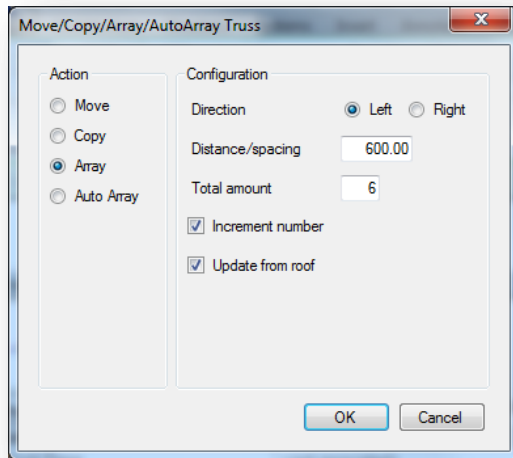 Move/Copy/Array/AutoArray Truss
Action
Move
Copy
Array
Auto Array
Configuration
Direction
Left
Right
Distance/spacing
600.00
Total amount
6
Increment number
Update from roof
OK
Cancel